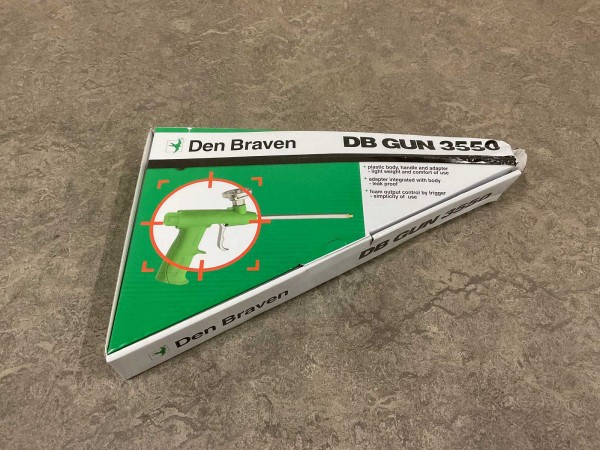 Den Braven
DB GUN 3550
+ plastic body, handle and adapter
- light weight and comfort of use
+ adapter integrated with body
- leak proof
+ foam output control by trigger
- simplicity of use
Den Braven
DB GUN 3550